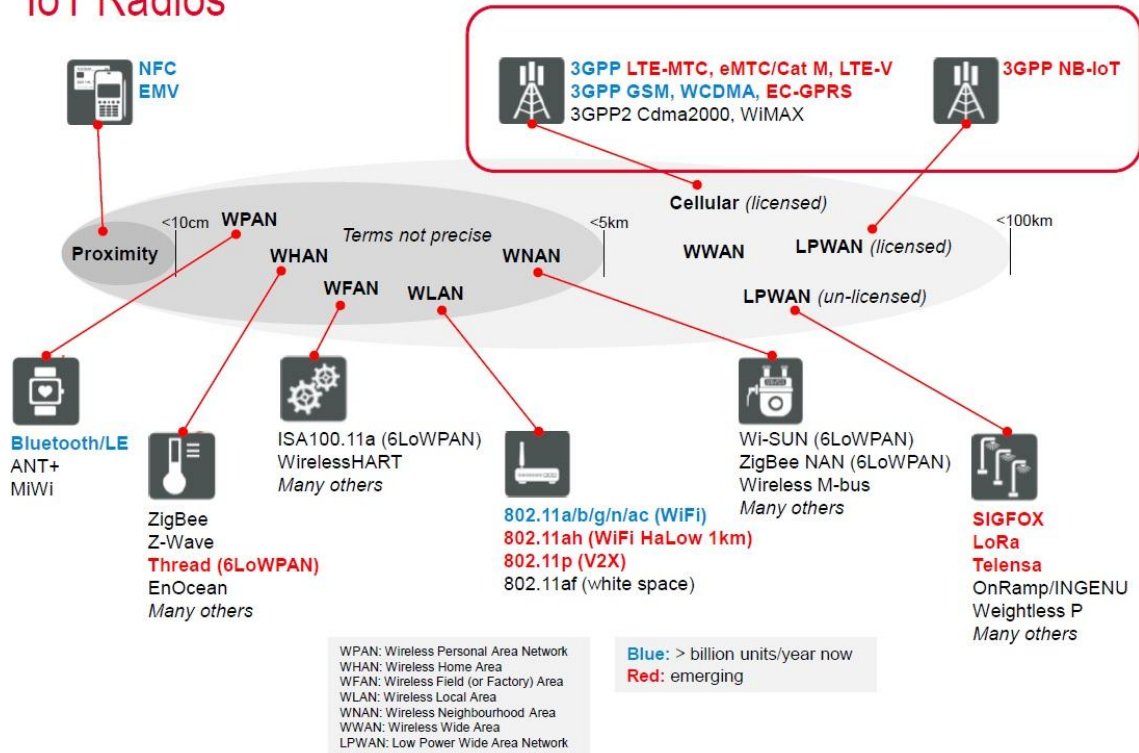 IoT Radios
NFC
EMV
3GPP LTE-MTC, eMTC/Cat M, LTE-V
3GPP GSM, WCDMA, EC-GPRS
3GPP2 Cdma2000, WiMAX
3GPP NB-IoT
Proximity
<10cm
WPAN
WHAN
Terms not precise
WFAN
WLAN
WNAN
<5km
Cellular (licensed)
WWAN
LPWAN (licensed)
LPWAN (un-licensed)
<100km
Bluetooth/LE
ANT+
MiWi
ZigBee
Z-Wave
Thread (6LoWPAN)
EnOcean
Many others
ISA100.11a (6LoWPAN)
WirelessHART
Many others
802.11a/b/g/n/ac (WiFi)
802.11ah (WiFi HaLow 1km)
802.11p (V2X)
802.11af (white space)
Wi-SUN (6LoWPAN)
ZigBee NAN (6LoWPAN)
Wireless M-bus
Many others
SIGFOX
LoRa
Telensa
OnRamp/INGENU
Weightless P
Many others
WPAN: Wireless Personal Area Network
WHAN: Wireless Home Area
WFAN: Wireless Field (or Factory) Area
WLAN: Wireless Local Area
WNAN: Wireless Neighbourhood Area
WWAN: Wireless Wide Area
LPWAN: Low Power Wide Area Network
Blue: > billion units/year now
Red: emerging